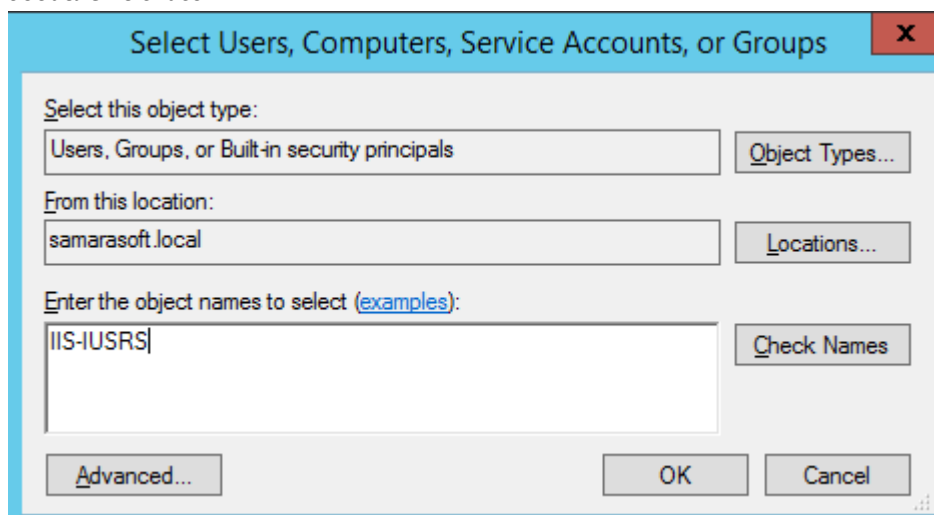 Select Users, Computers, Service Accounts, or Groups
x
Select this object type:
Users, Groups, or Built-in security principals
Object Types...
From this location:
samarasoft.local
Locations...
Enter the object names to select (examples):
IIS-IUSRS
Check Names
Advanced...
OK
Cancel